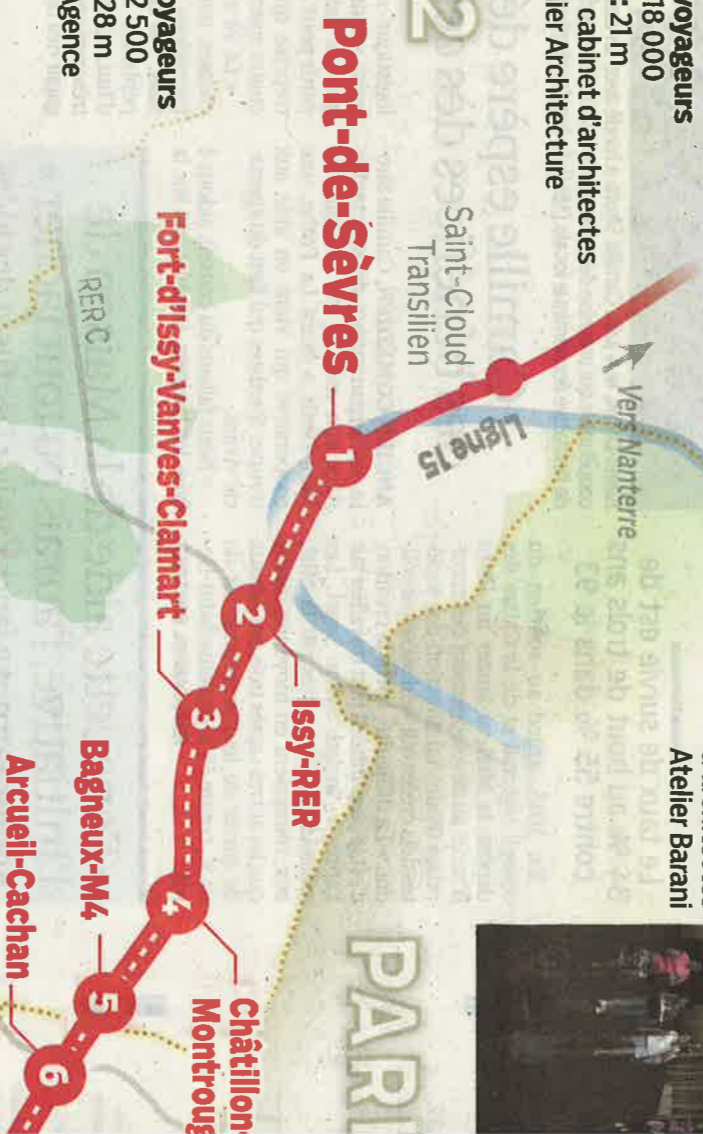 voyageurs
18 000
: 21 m
cabinet d'architectes
ier Architecture
2
Pont-de-Sèvres
Saint-Cloud
Transilien
Vers Nanterre
Ligne 15
oyageurs
2 500
28 m
Agence
RER C
Fort-d'Issy-Vanves-Clamart
1
2
3
4
5
6
Issy-RER
Bagneux-M4
Arcueil-Cachan
Châtillon-
Montroug
PARI
Atelier Barani